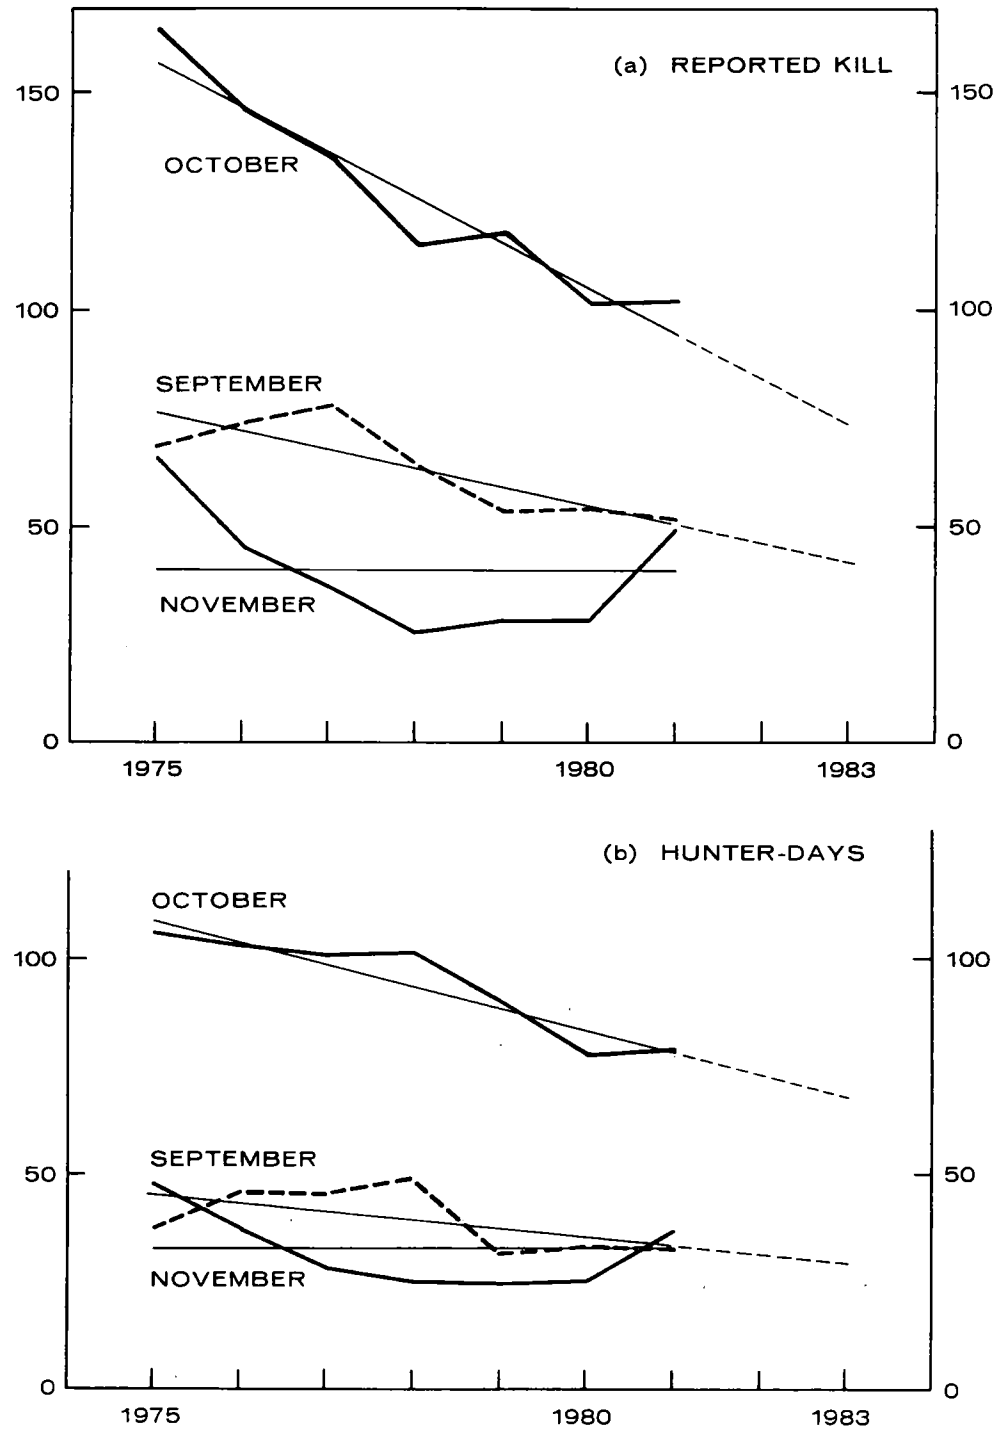 (a) REPORTED KILL
150 150
OCTOBER
100 100
SEPTEMBER
50 50
NOVEMBER
0 0
1975 1980 1983
(b) HUNTER-DAYS
OCTOBER
100 100
SEPTEMBER
50 50
NOVEMBER
0 0
1975 1980 1983